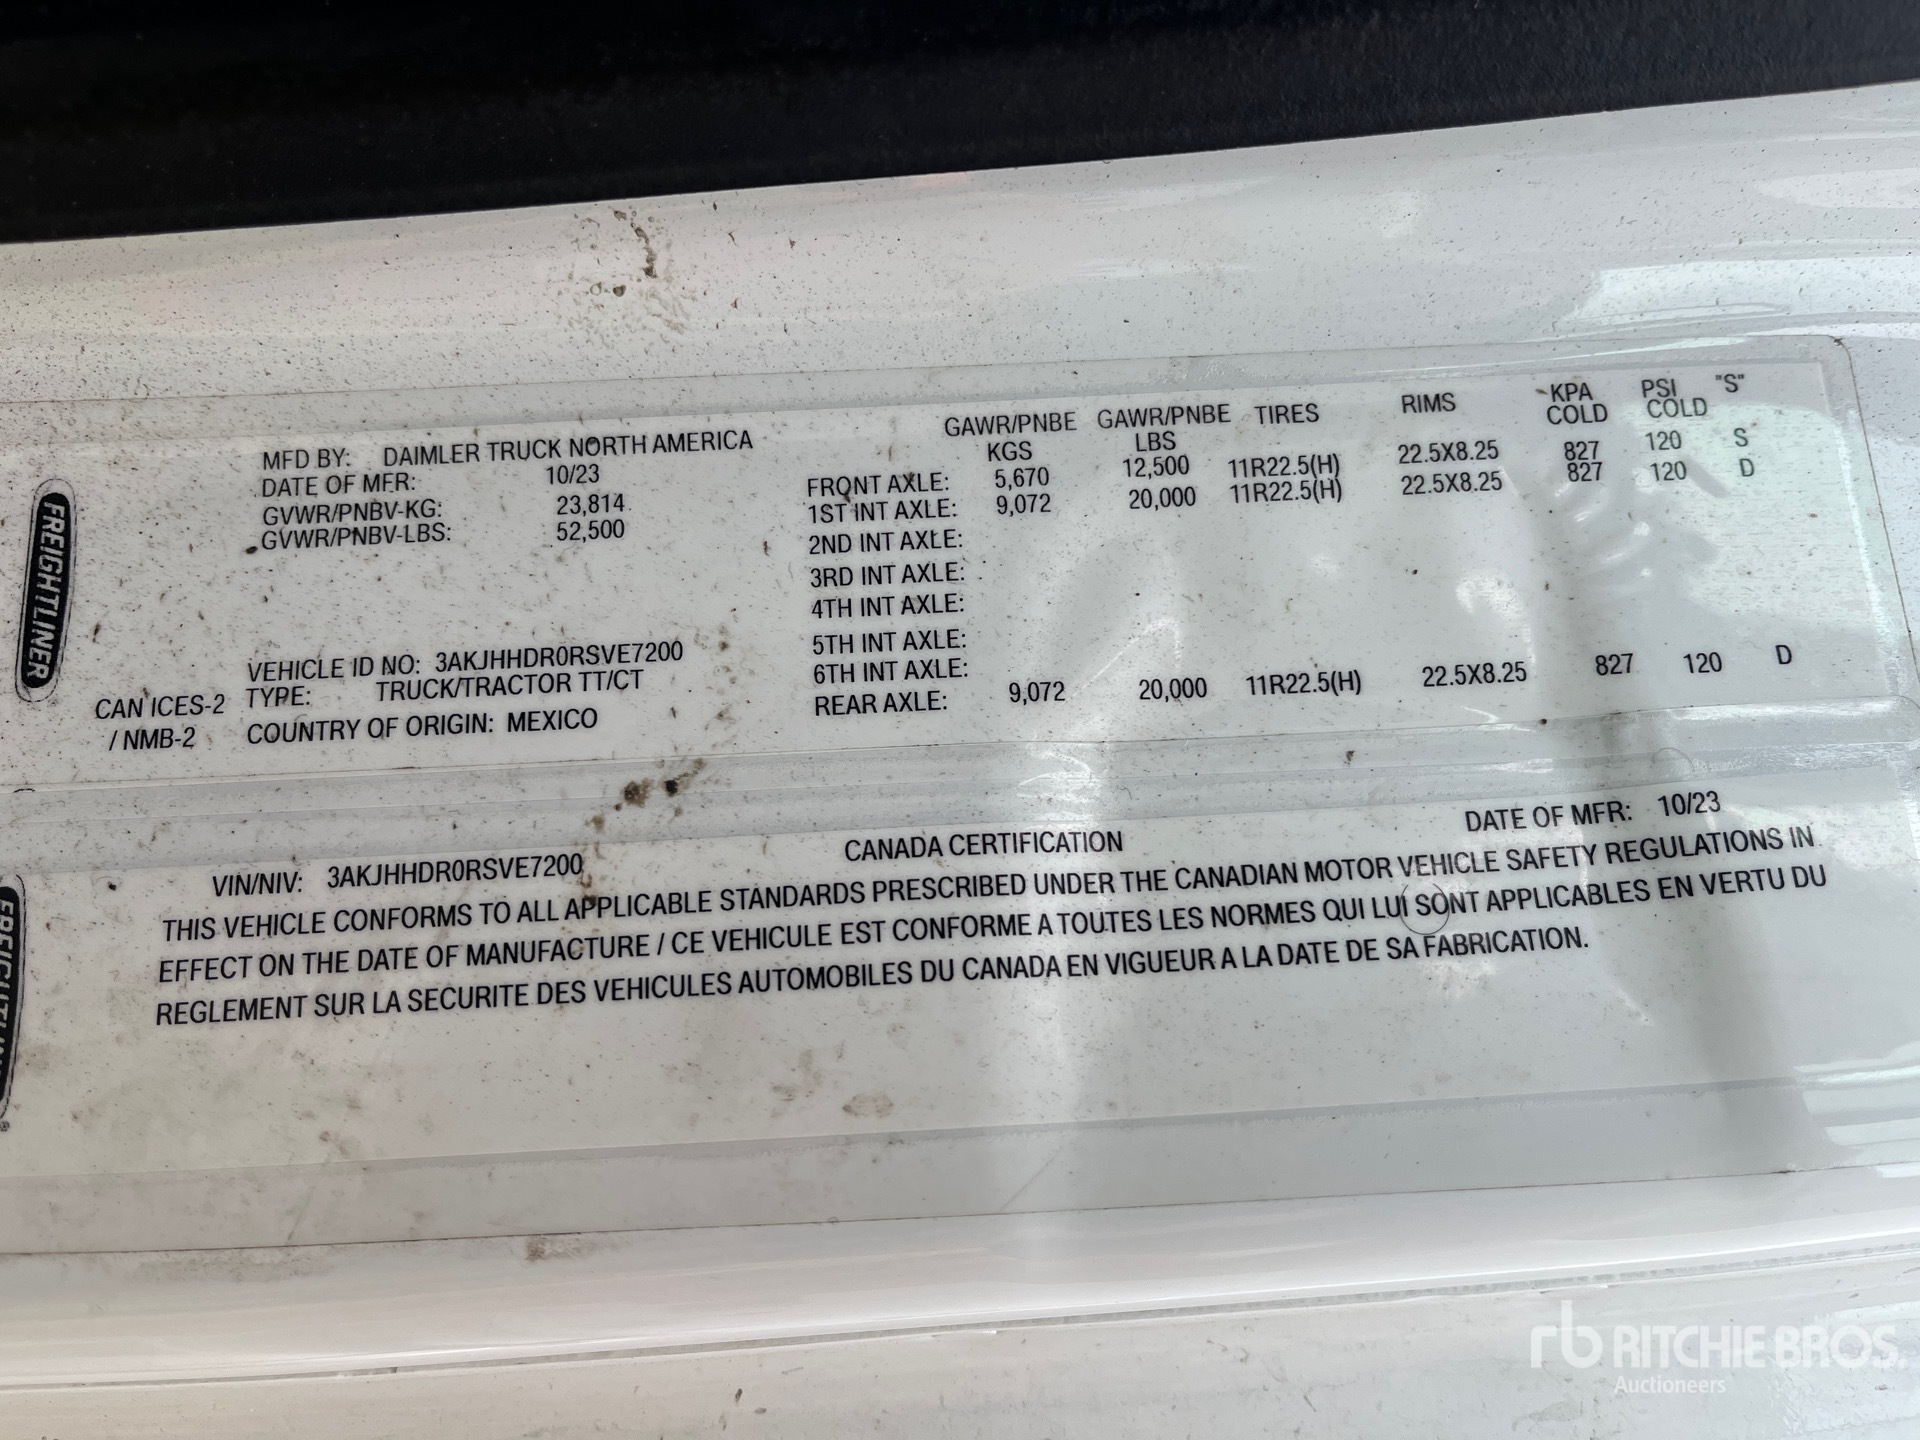 FREIGHTLINER
MFD BY: DAIMLER TRUCK NORTH AMERICA
DATE OF MFR: 10/23
GVWR/PNBV-KG: 23,814
GVWR/PNBV-LBS: 52,500
VEHICLE ID NO: 3AKJHHDR0RSVE7200
TYPE: TRUCK/TRACTOR TT/CT
COUNTRY OF ORIGIN: MEXICO
CAN ICES-2
/ NMB-2
GAWR/PNBE GAWR/PNBE TIRES RIMS KPA PSI "S"
KGS LBS COLD COLD
FRONT AXLE: 5,670 12,500 11R22.5(H) 22.5X8.25 827 120 S
1ST INT AXLE: 9,072 20,000 11R22.5(H) 22.5X8.25 827 120 D
2ND INT AXLE:
3RD INT AXLE:
4TH INT AXLE:
5TH INT AXLE:
6TH INT AXLE:
REAR AXLE: 9,072 20,000 11R22.5(H) 22.5X8.25 827 120 D
VIN/NIV: 3AKJHHDR0RSVE7200 CANADA CERTIFICATION DATE OF MFR: 10/23
THIS VEHICLE CONFORMS TO ALL APPLICABLE STANDARDS PRESCRIBED UNDER THE CANADIAN MOTOR VEHICLE SAFETY REGULATIONS IN
EFFECT ON THE DATE OF MANUFACTURE / CE VEHICULE EST CONFORME A TOUTES LES NORMES QUI LUI SONT APPLICABLES EN VERTU DU
REGLEMENT SUR LA SECURITE DES VEHICULES AUTOMOBILES DU CANADA EN VIGUEUR A LA DATE DE SA FABRICATION.
rb RITCHIE BROS.
Auctioneers